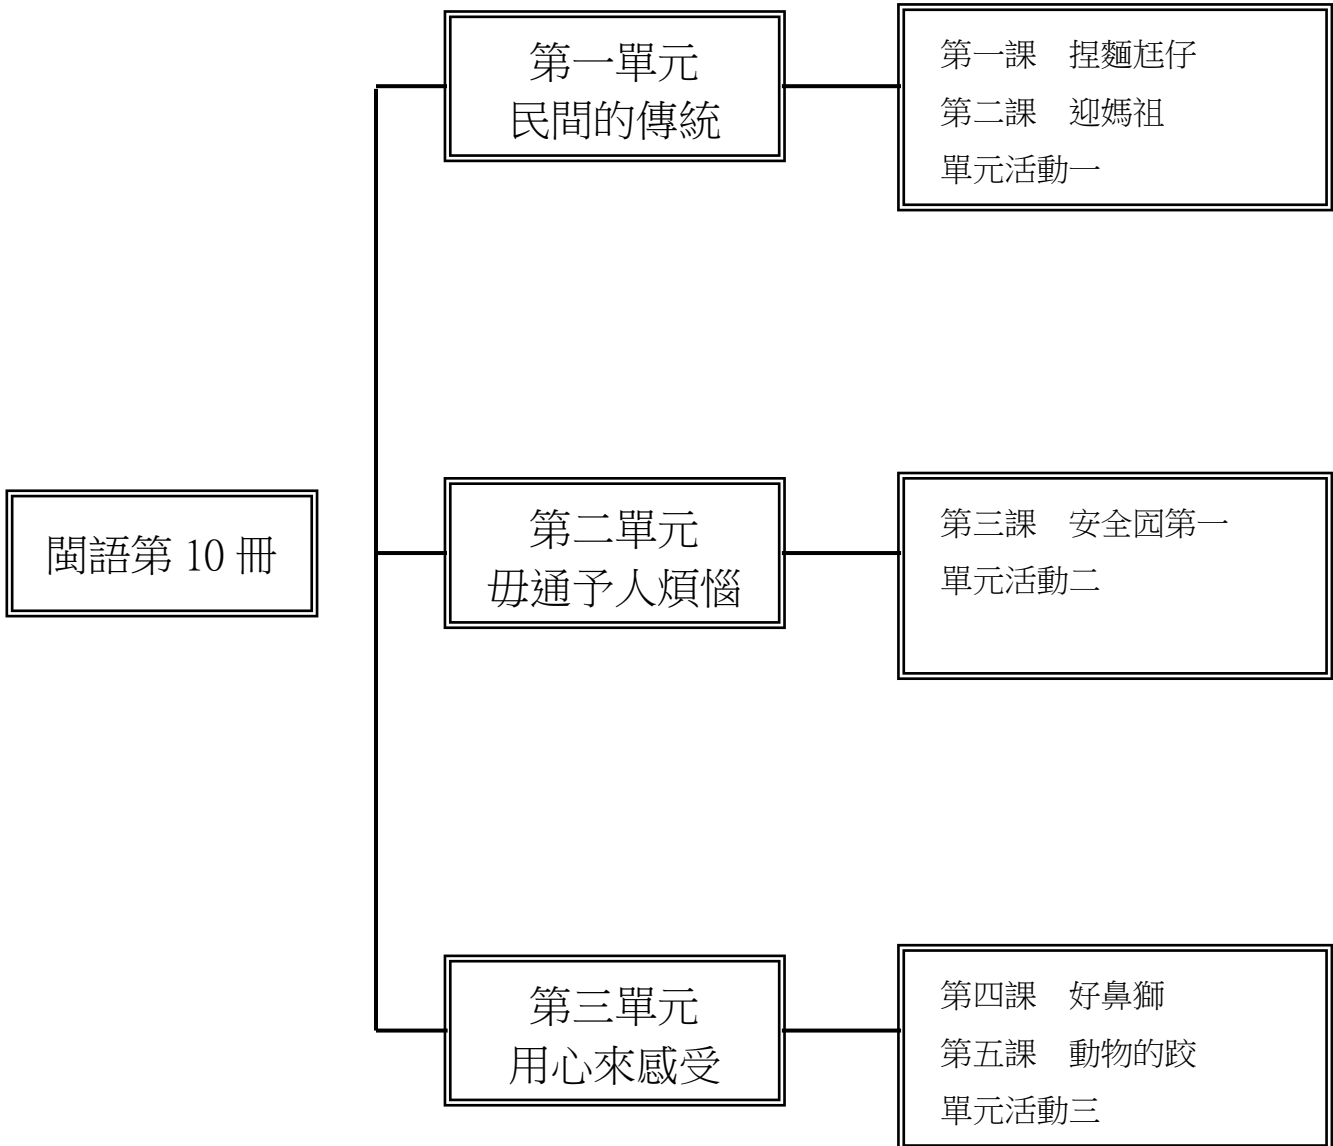 閩語第 10 冊
第一單元
民間的傳統
第一課　捏麵尪仔
第二課　迎媽祖
單元活動一
第二單元
毋通予人煩惱
第三課　安全囥第一
單元活動二
第三單元
用心來感受
第四課　好鼻獅
第五課　動物的跤
單元活動三